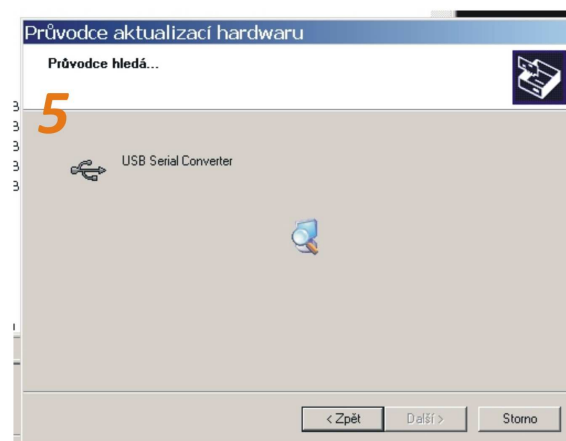 Průvodce aktualizací hardwaru
Průvodce hledá...
5
USB Serial Converter
< Zpět
Další >
Storno